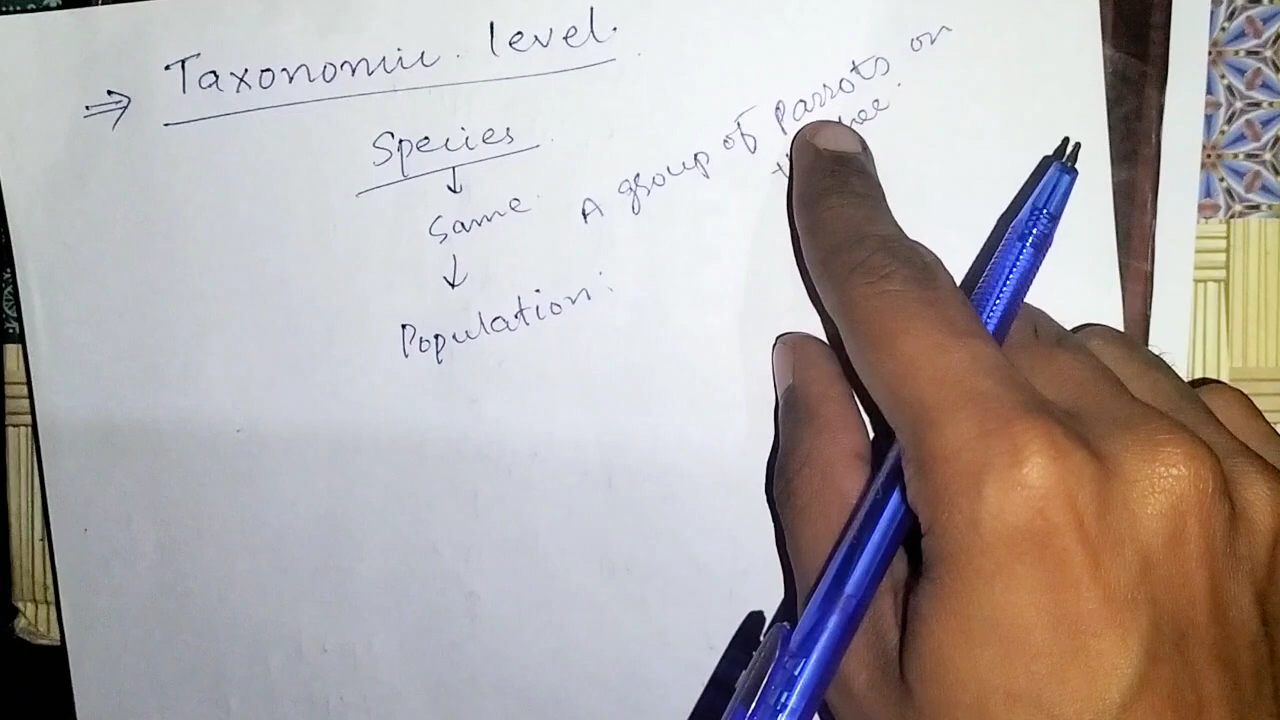 ⇒ Taxonomic level.
Species
↓
Same
↓
Population.
A group of Parrots on